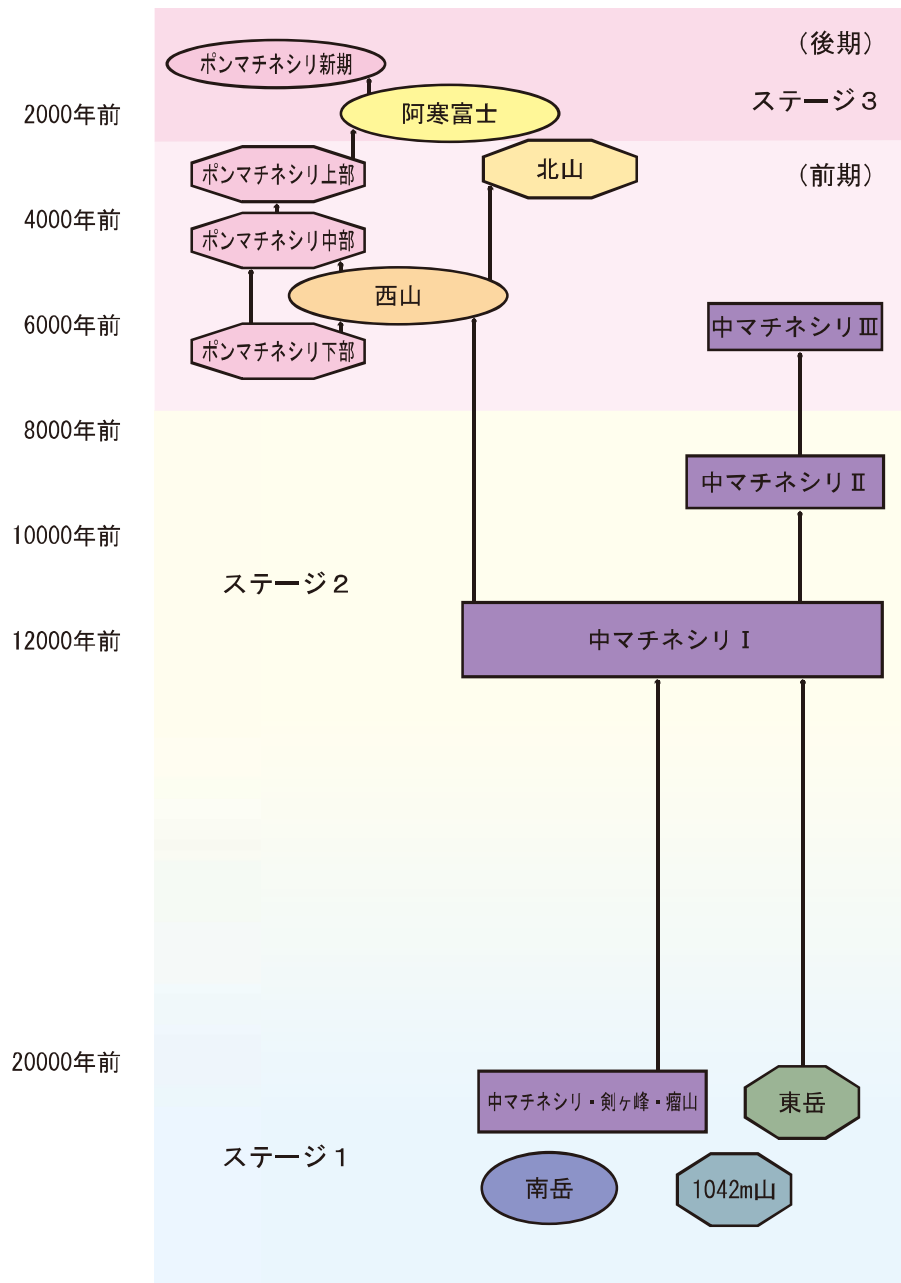 (後期)
ポンマチネシリ新期
ステージ3
2000年前
阿寒富士
ポンマチネシリ上部
北山
(前期)
4000年前
ポンマチネシリ中部
西山
6000年前
中マチネシリⅢ
ポンマチネシリ下部
8000年前
中マチネシリⅡ
10000年前
ステージ2
12000年前
中マチネシリⅠ
20000年前
中マチネシリ・剣ヶ峰・瘤山
東岳
ステージ1
南岳
1042m山